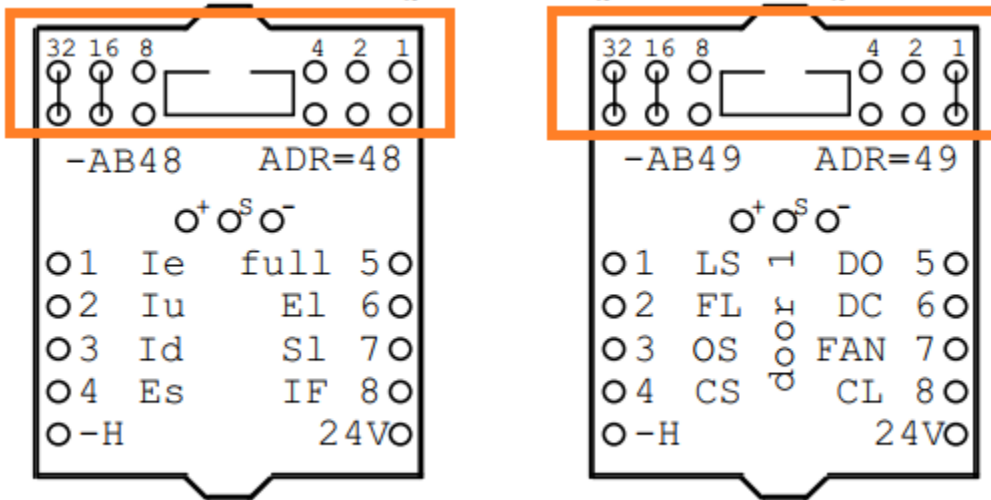 32 16 8 4 2 1
-AB48 ADR=48
+ S -
1 Ie full 5
2 Iu El 6
3 Id Sl 7
4 Es IF 8
-H 24V
32 16 8 4 2 1
-AB49 ADR=49
+ S -
1 LS DO 5
2 FL DC 6
3 OS FAN 7
4 CS CL 8
door 1
-H 24V